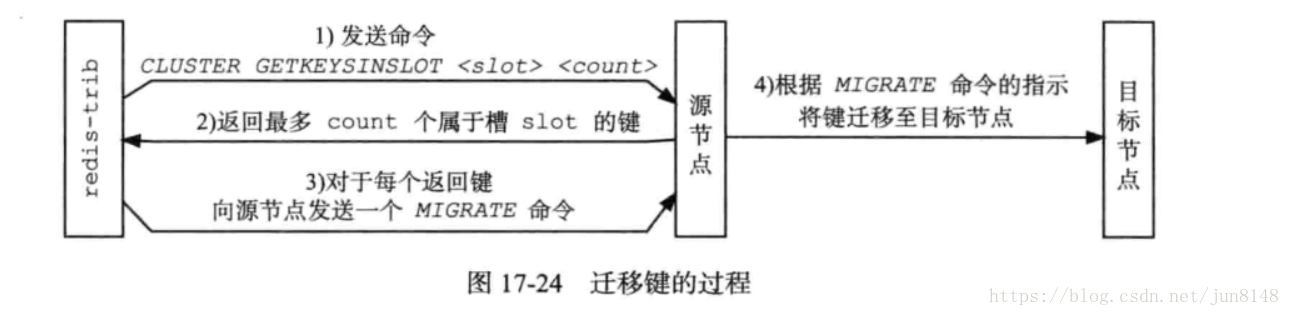 redis-trib
1) 发送命令
CLUSTER GETKEYSINSLOT <slot> <count>
2)返回最多 count 个属于槽 slot 的键
3)对于每个返回键
向源节点发送一个 MIGRATE 命令
源节点
4)根据 MIGRATE 命令的指示
将键迁移至目标节点
目标节点
图 17-24 迁移键的过程
https://blog.csdn.net/jun8148